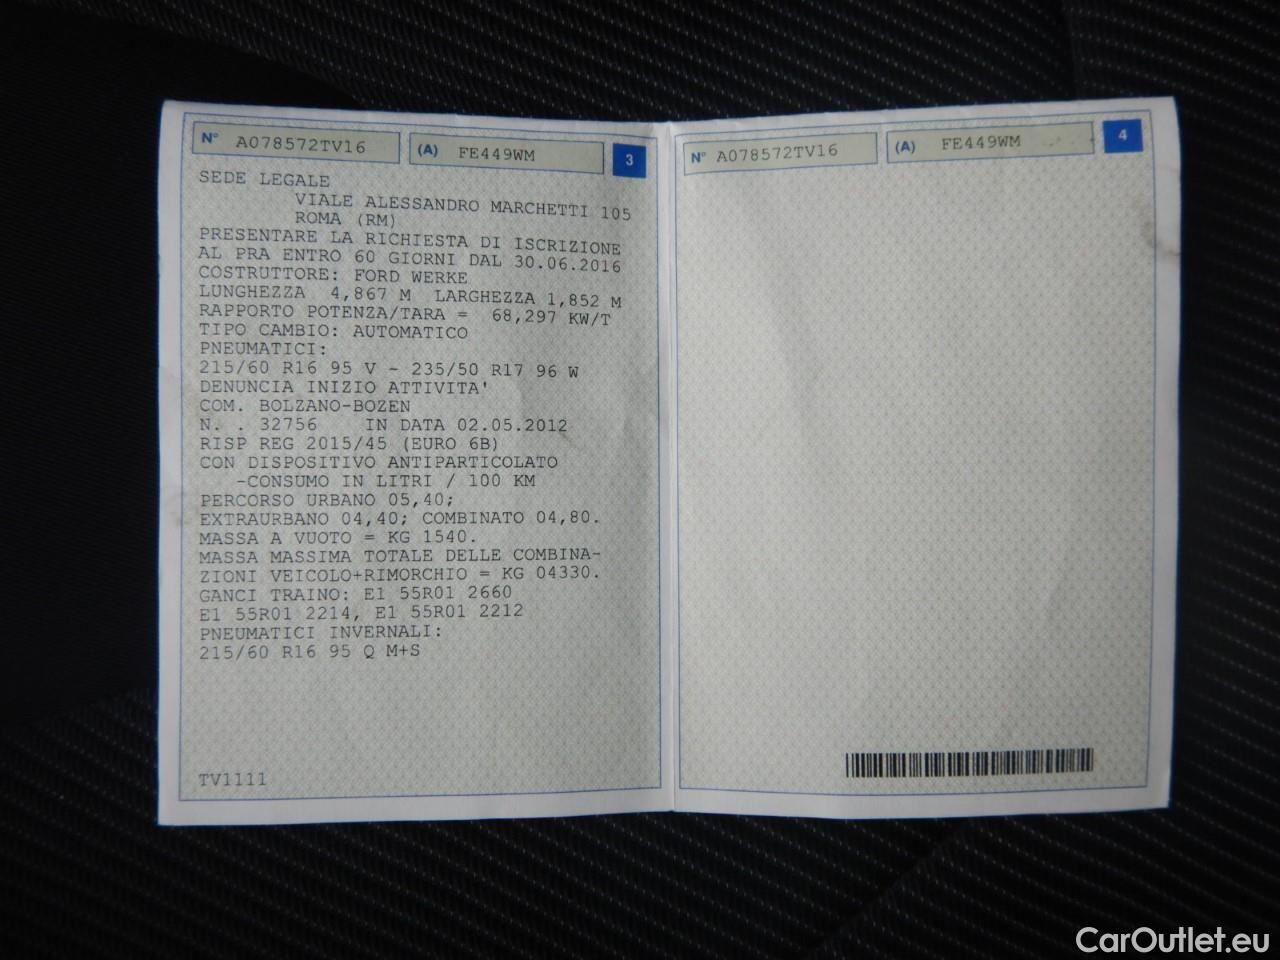 N° A078572TV16 (A) FE449WM 3
SEDE LEGALE
VIALE ALESSANDRO MARCHETTI 105
ROMA (RM)
PRESENTARE LA RICHIESTA DI ISCRIZIONE
AL PRA ENTRO 60 GIORNI DAL 30.06.2016
COSTRUTTORE: FORD WERKE
LUNGHEZZA 4,867 M LARGHEZZA 1,852 M
RAPPORTO POTENZA/TARA = 68,297 KW/T
TIPO CAMBIO: AUTOMATICO
PNEUMATICI:
215/60 R16 95 V - 235/50 R17 96 W
DENUNCIA INIZIO ATTIVITA'
COM. BOLZANO-BOZEN
N. . 32756 IN DATA 02.05.2012
RISP REG 2015/45 (EURO 6B)
CON DISPOSITIVO ANTIPARTICOLATO
-CONSUMO IN LITRI / 100 KM
PERCORSO URBANO 05,40;
EXTRAURBANO 04,40; COMBINATO 04,80.
MASSA A VUOTO = KG 1540.
MASSA MASSIMA TOTALE DELLE COMBINA-
ZIONI VEICOLO+RIMORCHIO = KG 04330.
GANCI TRAINO: E1 55R01 2660
E1 55R01 2214, E1 55R01 2212
PNEUMATICI INVERNALI:
215/60 R16 95 Q M+S
TV1111
N° A078572TV16 (A) FE449WM 4
CarOutlet.eu